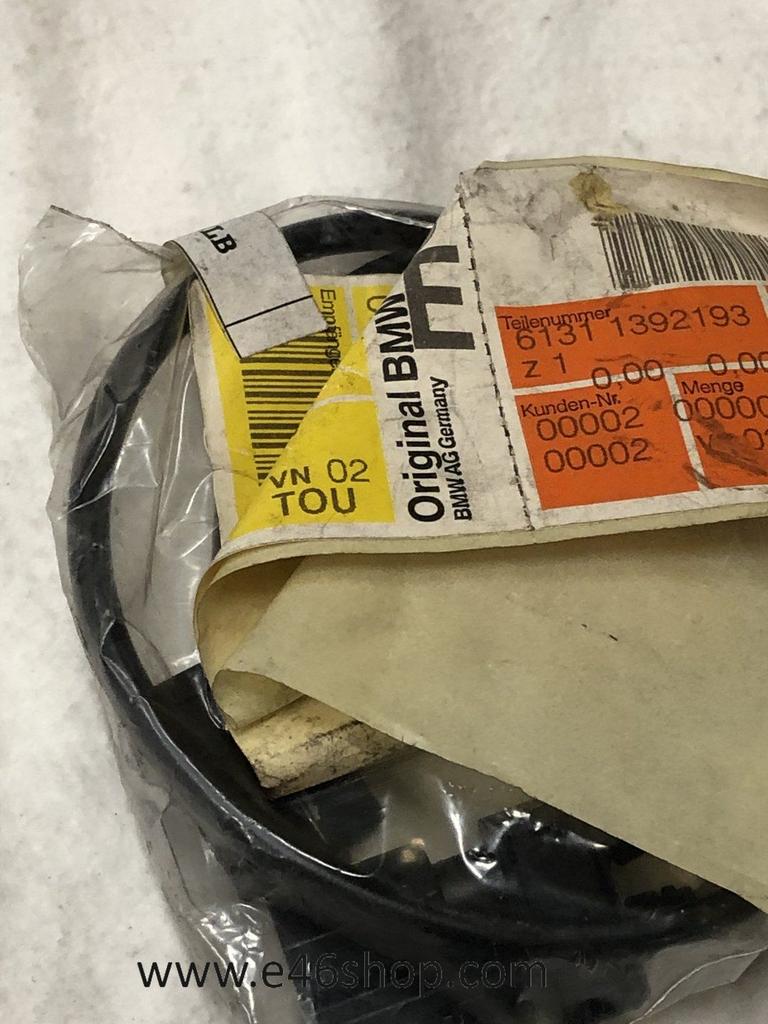 LB
Empfänge
VN 02
TOU
E
Original BMW
BMW AG Germany
Teilenummer
6131 1392193
z 1 0,00 0,00
Kunden-Nr.
00002
00002
Menge
00000
www.e46shop.com